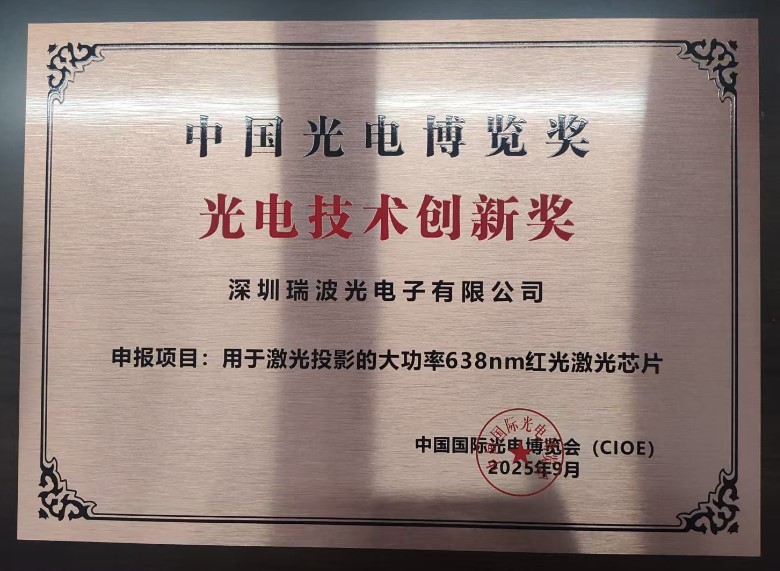 中国光电博览奖
光电技术创新奖
深圳瑞波光电子有限公司
申报项目：用于激光投影的大功率638nm红光激光芯片
中国国际光电博览会（CIOE）
2025年9月